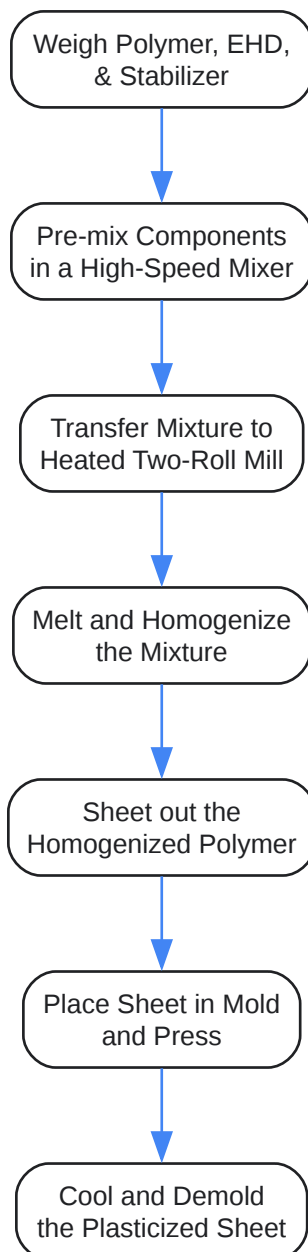 Weigh Polymer, EHD,
& Stabilizer
Pre-mix Components
in a High-Speed Mixer
Transfer Mixture to
Heated Two-Roll Mill
Melt and Homogenize
the Mixture
Sheet out the
Homogenized Polymer
Place Sheet in Mold
and Press
Cool and Demold
the Plasticized Sheet